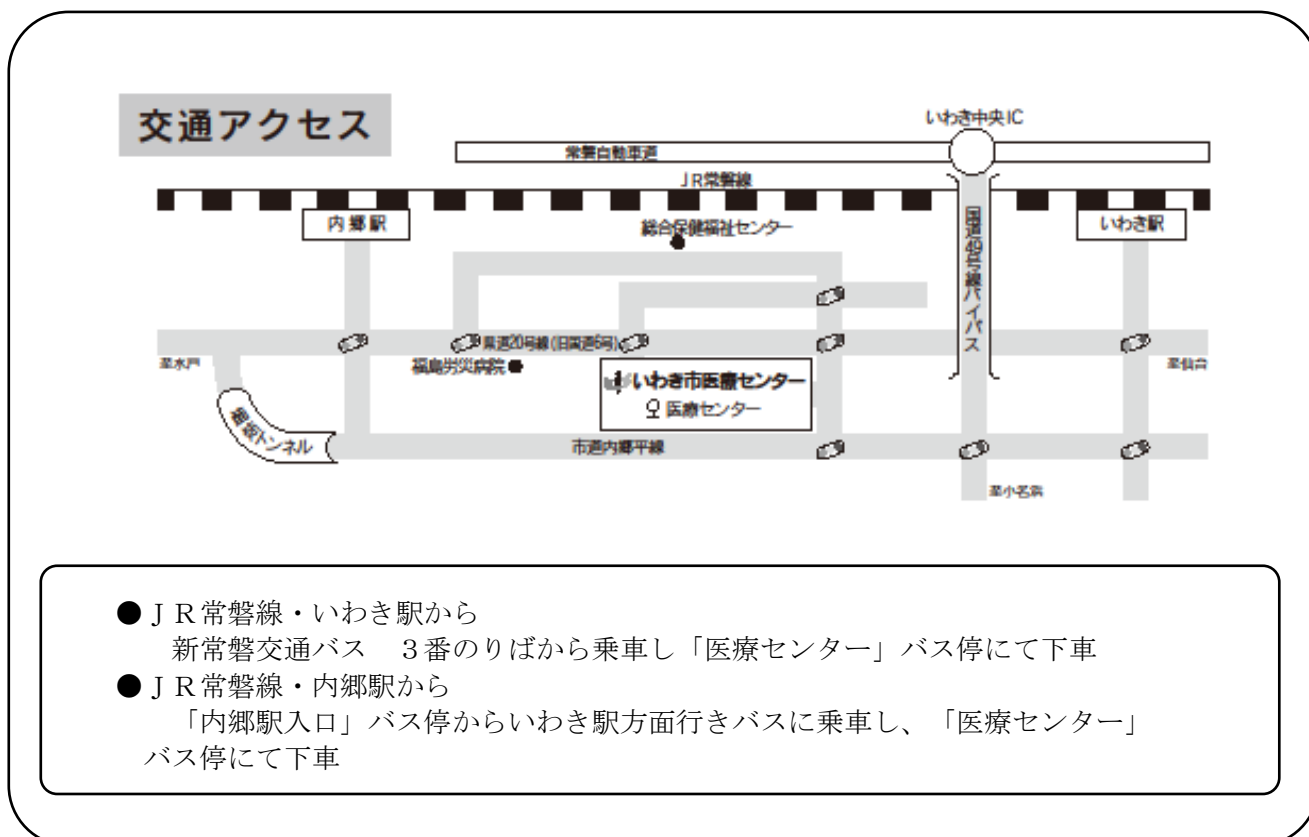 交通アクセス
いわき中央IC
常磐自動車道
JR常磐線
内郷駅
総合保健福祉センター
国道49号線バイパス
いわき駅
県道20号線(旧国道6号)
至水戸
福島労災病院●
至仙台
いわき市医療センター
医療センター
堀坂トンネル
市道内郷平線
至小名浜
●ＪＲ常磐線・いわき駅から
新常磐交通バス　３番のりばから乗車し「医療センター」バス停にて下車
●ＪＲ常磐線・内郷駅から
「内郷駅入口」バス停からいわき駅方面行きバスに乗車し、「医療センター」
バス停にて下車